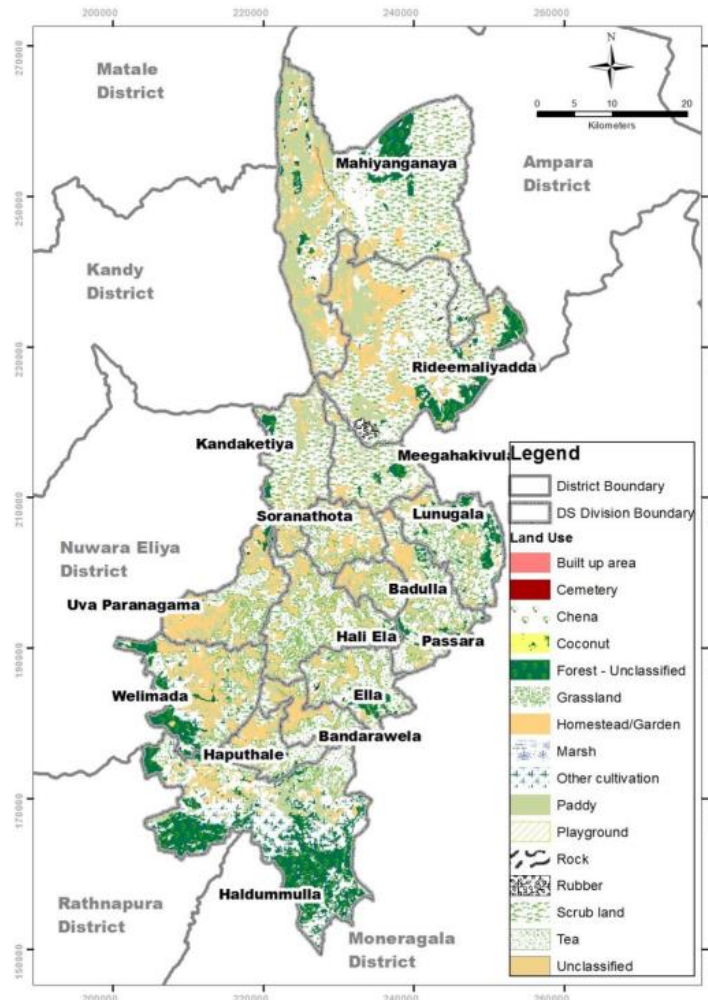 200000 220000 240000 260000
270000
250000
230000
210000
190000
170000
150000
N
0 5 10 20
Kilometers
Matale
District
Mahiyanganaya
Ampara
District
Kandy
District
Rideemaliyadda
Kandaketiya
Meegahakivula
Soranathota
Lunugala
Nuwara Eliya
District
Badulla
Uva Paranagama
Hali Ela
Passara
Welimada
Ella
Bandarawela
Haputhale
Haldummulla
Rathnapura
District
Moneragala
District
Legend
District Boundary
DS Division Boundary
Land Use
Built up area
Cemetery
Chena
Coconut
Forest - Unclassified
Grassland
Homestead/Garden
Marsh
Other cultivation
Paddy
Playground
Rock
Rubber
Scrub land
Tea
Unclassified
200000 220000 240000 260000